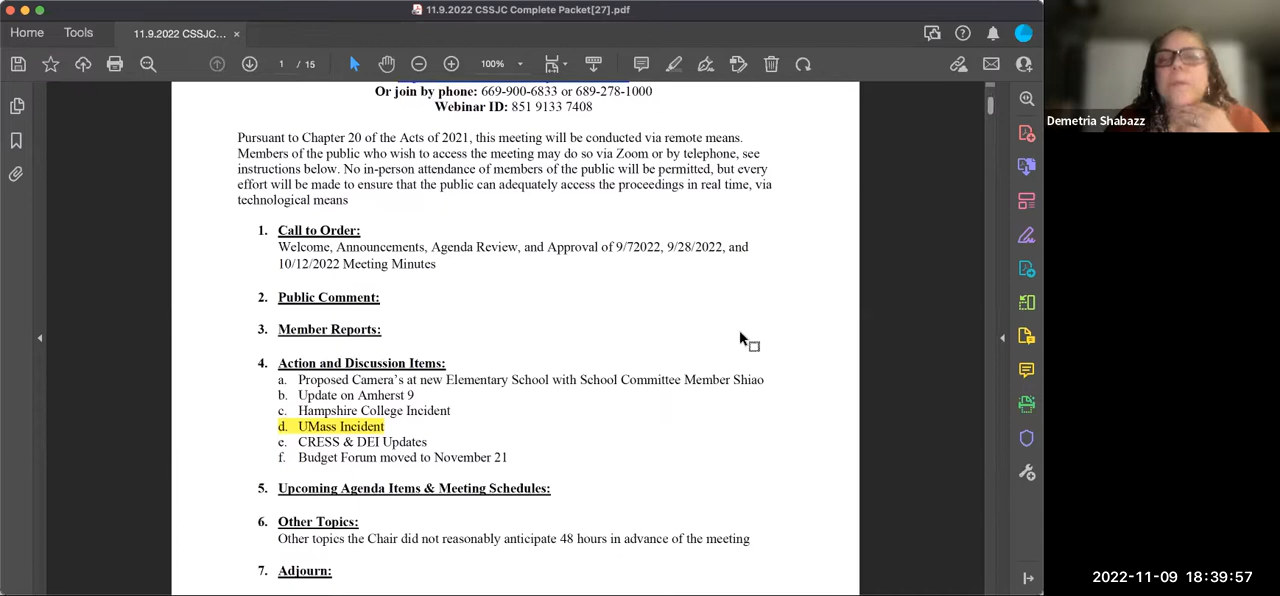 11.9.2022 CSSJC Complete Packet[27].pdf
Home Tools 11.9.2022 CSSJC... ×
1 / 15 100%
Or join by phone: 669-900-6833 or 689-278-1000
Webinar ID: 851 9133 7408
Pursuant to Chapter 20 of the Acts of 2021, this meeting will be conducted via remote means.
Members of the public who wish to access the meeting may do so via Zoom or by telephone, see
instructions below. No in-person attendance of members of the public will be permitted, but every
effort will be made to ensure that the public can adequately access the proceedings in real time, via
technological means
1. Call to Order:
Welcome, Announcements, Agenda Review, and Approval of 9/72022, 9/28/2022, and
10/12/2022 Meeting Minutes
2. Public Comment:
3. Member Reports:
4. Action and Discussion Items:
a. Proposed Camera's at new Elementary School with School Committee Member Shiao
b. Update on Amherst 9
c. Hampshire College Incident
d. UMass Incident
e. CRESS & DEI Updates
f. Budget Forum moved to November 21
5. Upcoming Agenda Items & Meeting Schedules:
6. Other Topics:
Other topics the Chair did not reasonably anticipate 48 hours in advance of the meeting
7. Adjourn:
Demetria Shabazz
2022-11-09 18:39:57